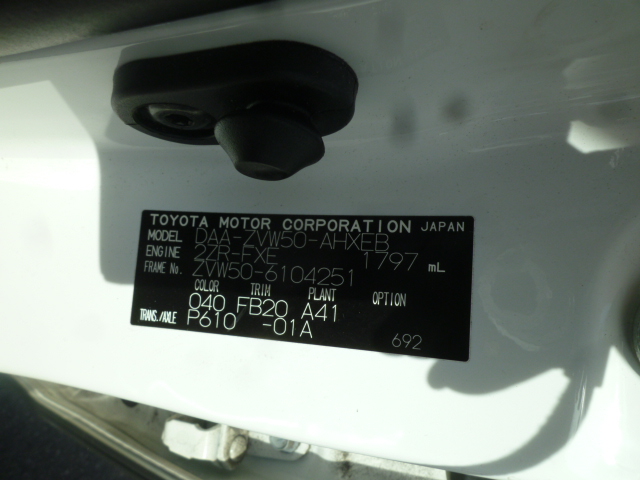 TOYOTA MOTOR CORPORATION JAPAN
MODEL DAA-ZVW50-AHXEB
ENGINE 2ZR-FXE 1797 mL
FRAME No. ZVW50-6104251
COLOR TRIM PLANT OPTION
040 FB20 A41
TRANS./AXLE P610 -01A
692